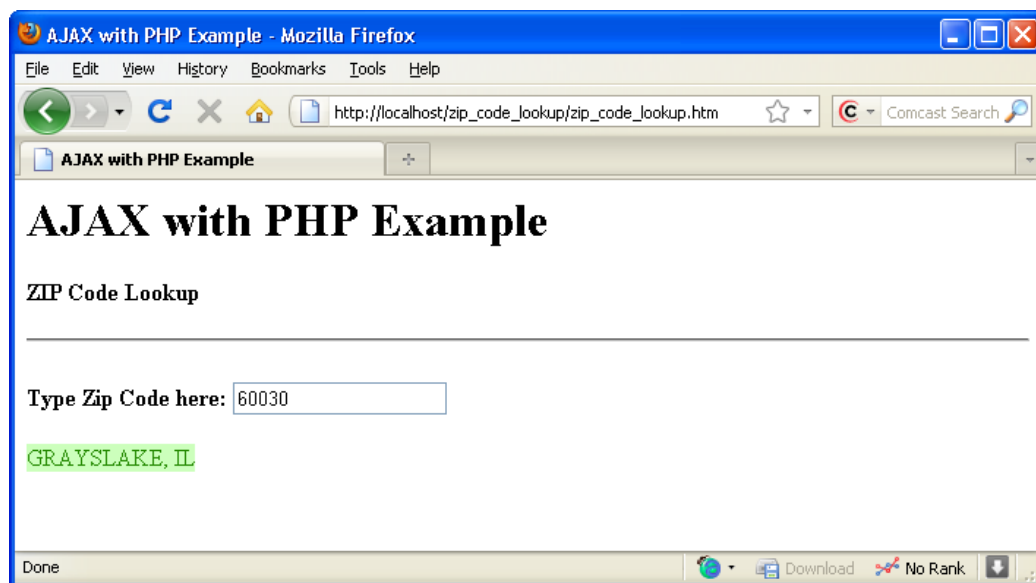 AJAX with PHP Example - Mozilla Firefox
File Edit View History Bookmarks Tools Help
http://localhost/zip_code_lookup/zip_code_lookup.htm C Comcast Search
AJAX with PHP Example
AJAX with PHP Example
ZIP Code Lookup
Type Zip Code here: 60030
GRAYSLAKE, IL
Done Download No Rank